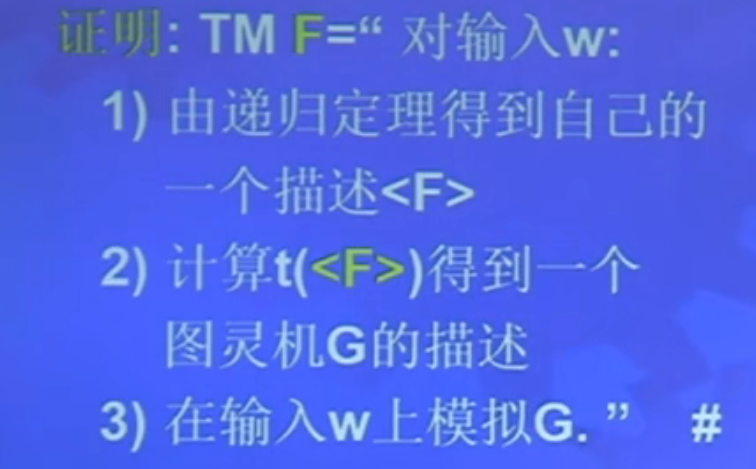 证明: TM F=“ 对输入w:
1) 由递归定理得到自己的
一个描述<F>
2) 计算t(<F>)得到一个
图灵机G的描述
3) 在输入w上模拟G. ” #